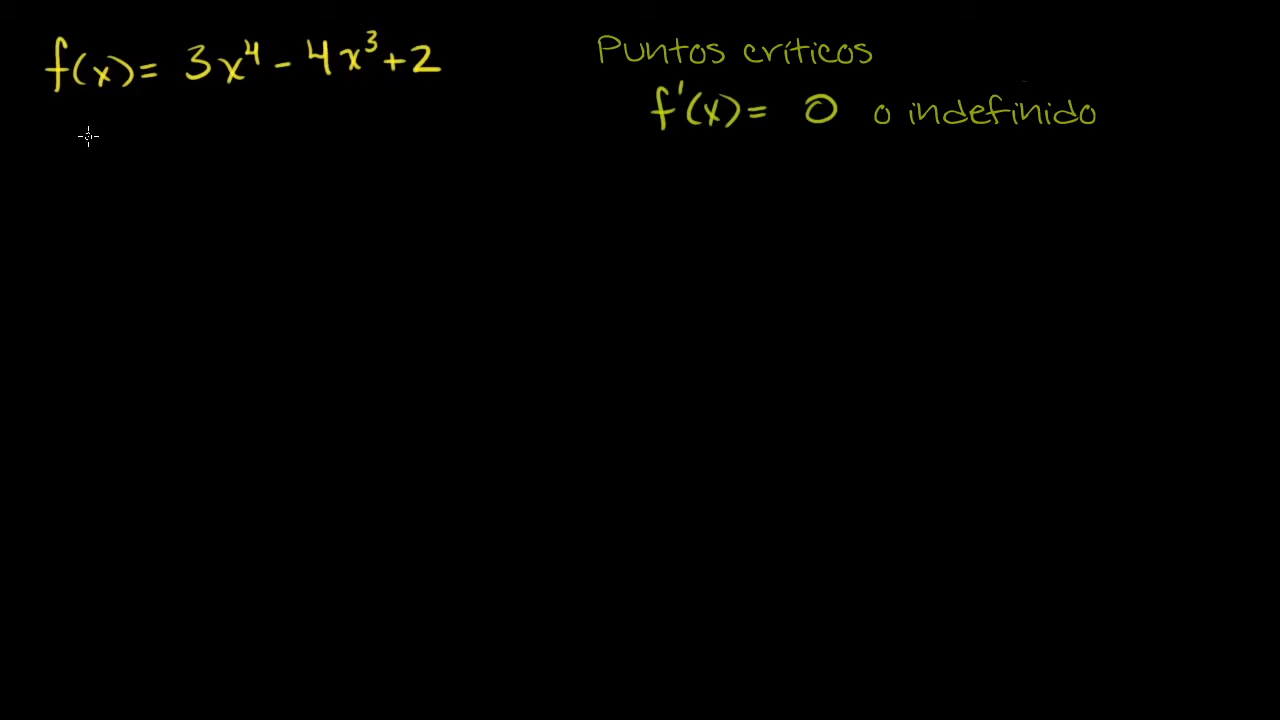 f(x) = 3x⁴ - 4x³ + 2
Puntos críticos
f'(x) = 0 o indefinido